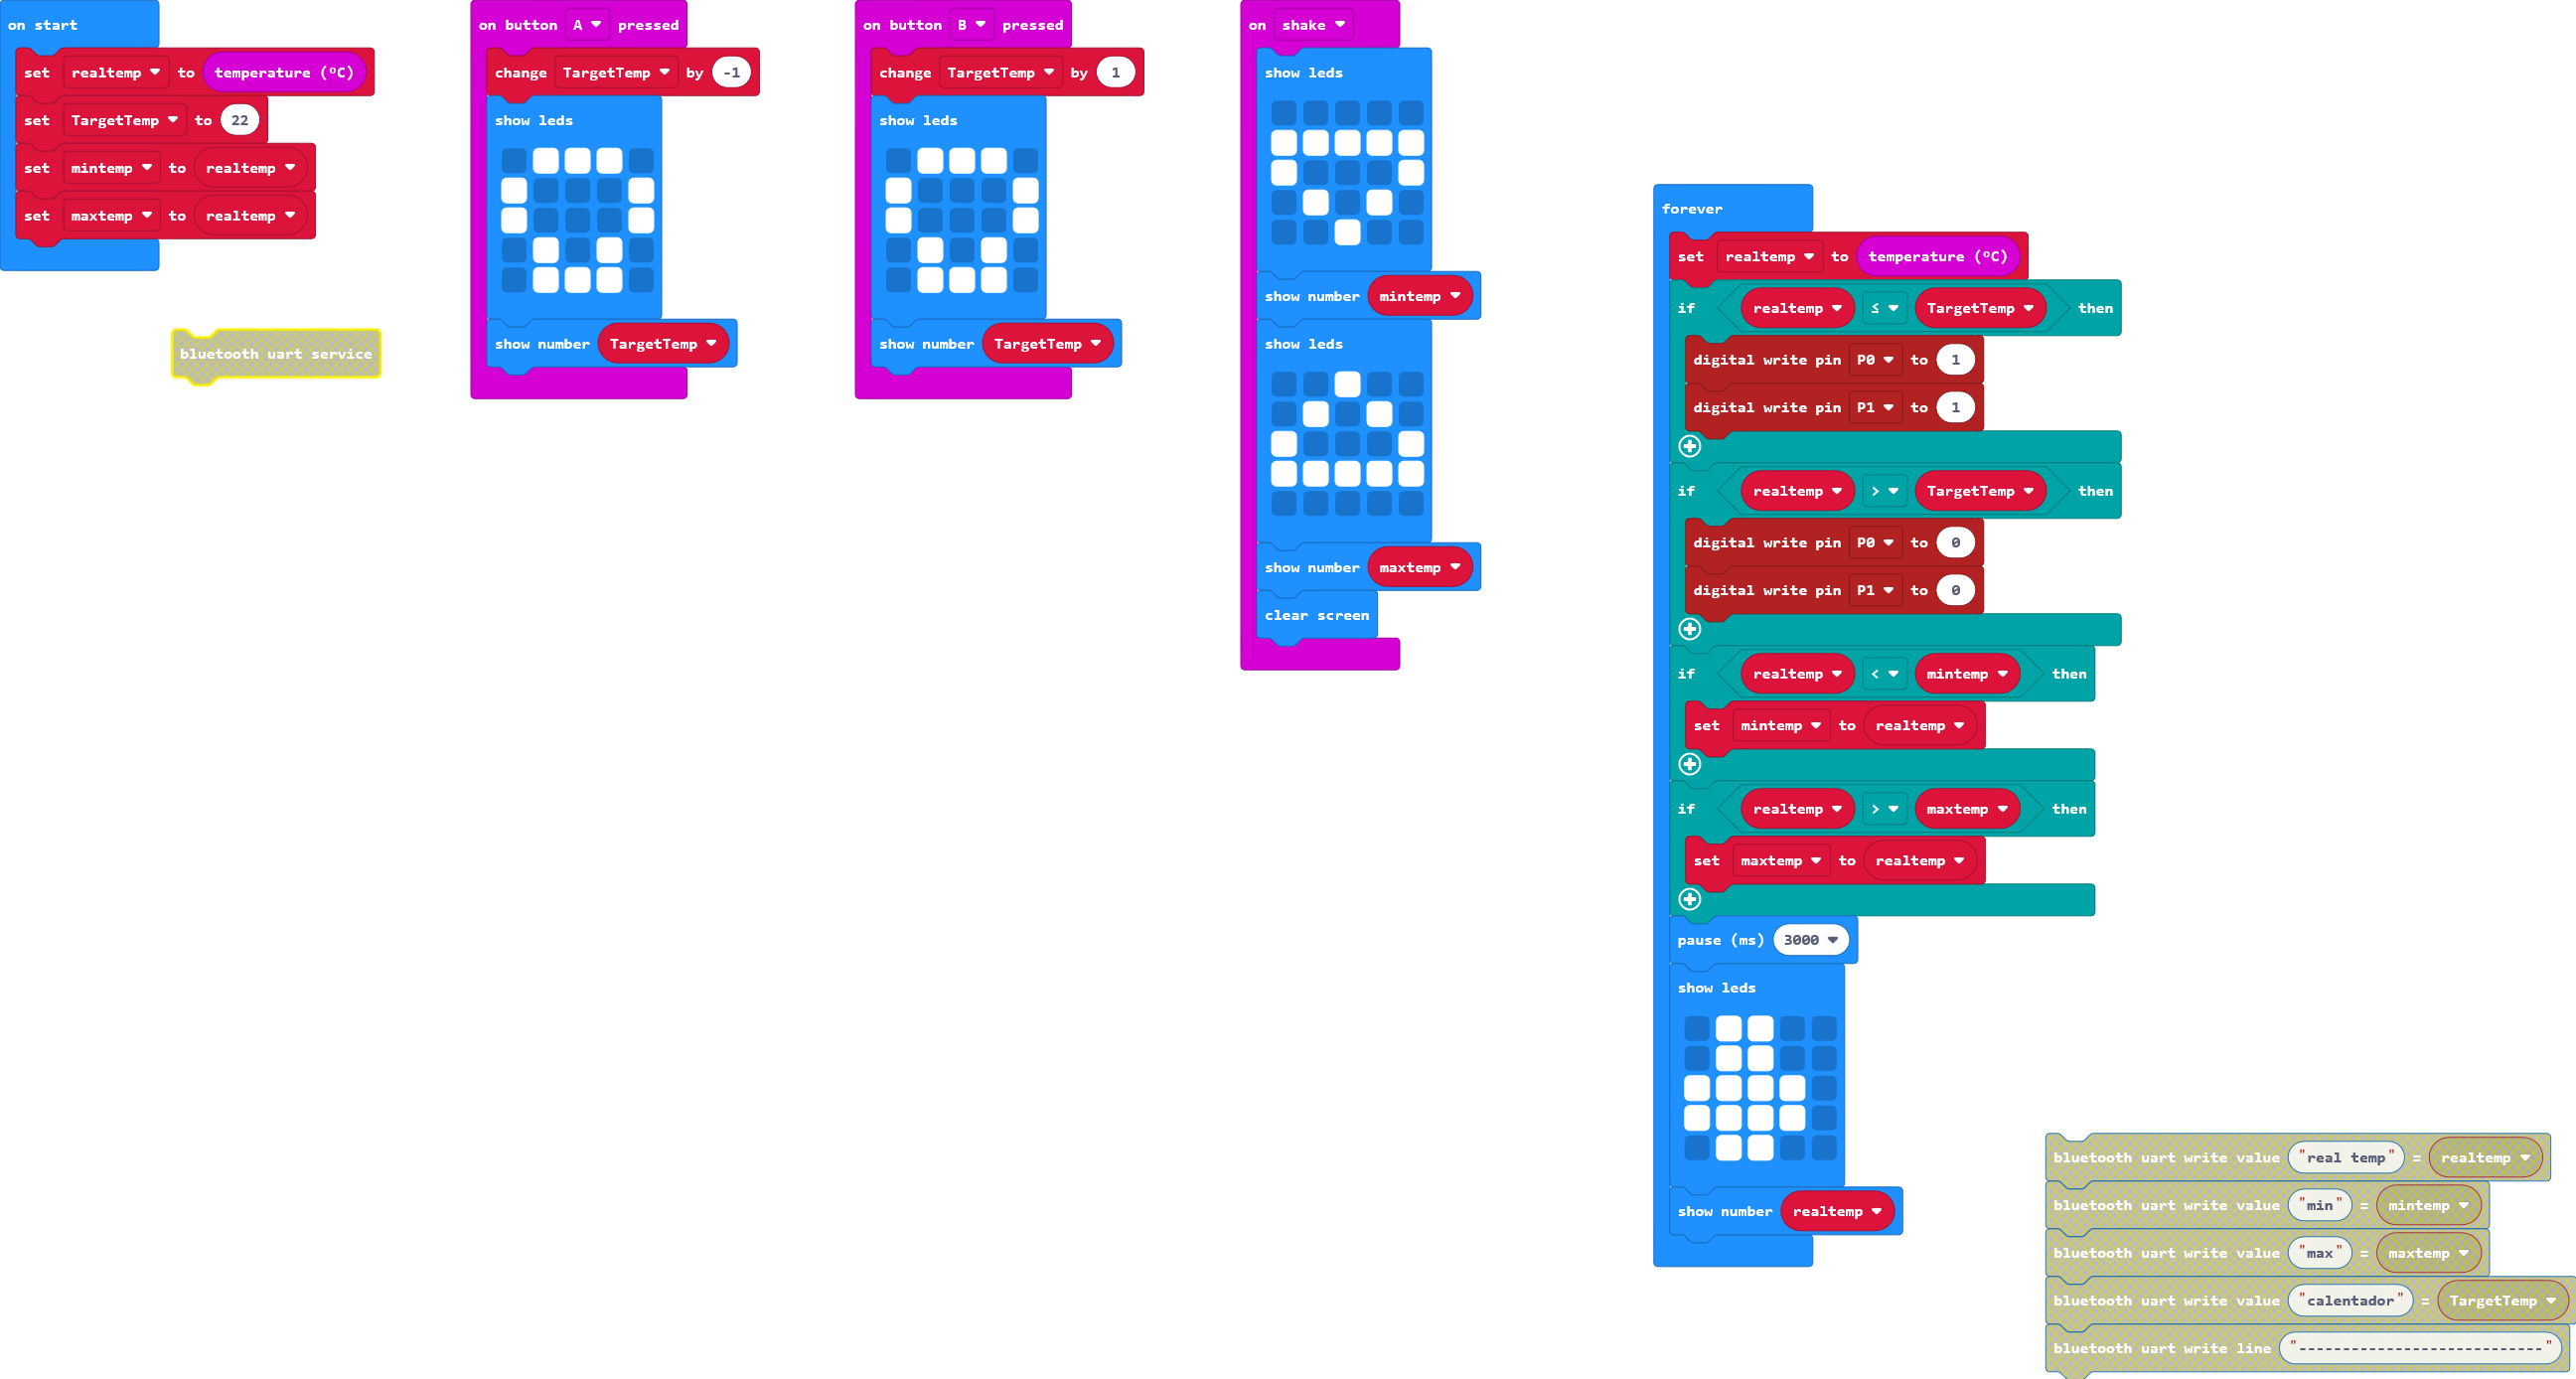 on start
set realtemp to temperature (ºC)
set TargetTemp to 22
set mintemp to realtemp
set maxtemp to realtemp
bluetooth uart service
on button A pressed
change TargetTemp by -1
show leds
show number TargetTemp
on button B pressed
change TargetTemp by 1
show leds
show number TargetTemp
on shake
show leds
show number mintemp
show leds
show number maxtemp
clear screen
forever
set realtemp to temperature (ºC)
if realtemp ≤ TargetTemp then
digital write pin P0 to 1
digital write pin P1 to 1
if realtemp > TargetTemp then
digital write pin P0 to 0
digital write pin P1 to 0
if realtemp < mintemp then
set mintemp to realtemp
if realtemp > maxtemp then
set maxtemp to realtemp
pause (ms) 3000
show leds
show number realtemp
bluetooth uart write value "real temp" = realtemp
bluetooth uart write value "min" = mintemp
bluetooth uart write value "max" = maxtemp
bluetooth uart write value "calentador" = TargetTemp
bluetooth uart write line "----------------------------"